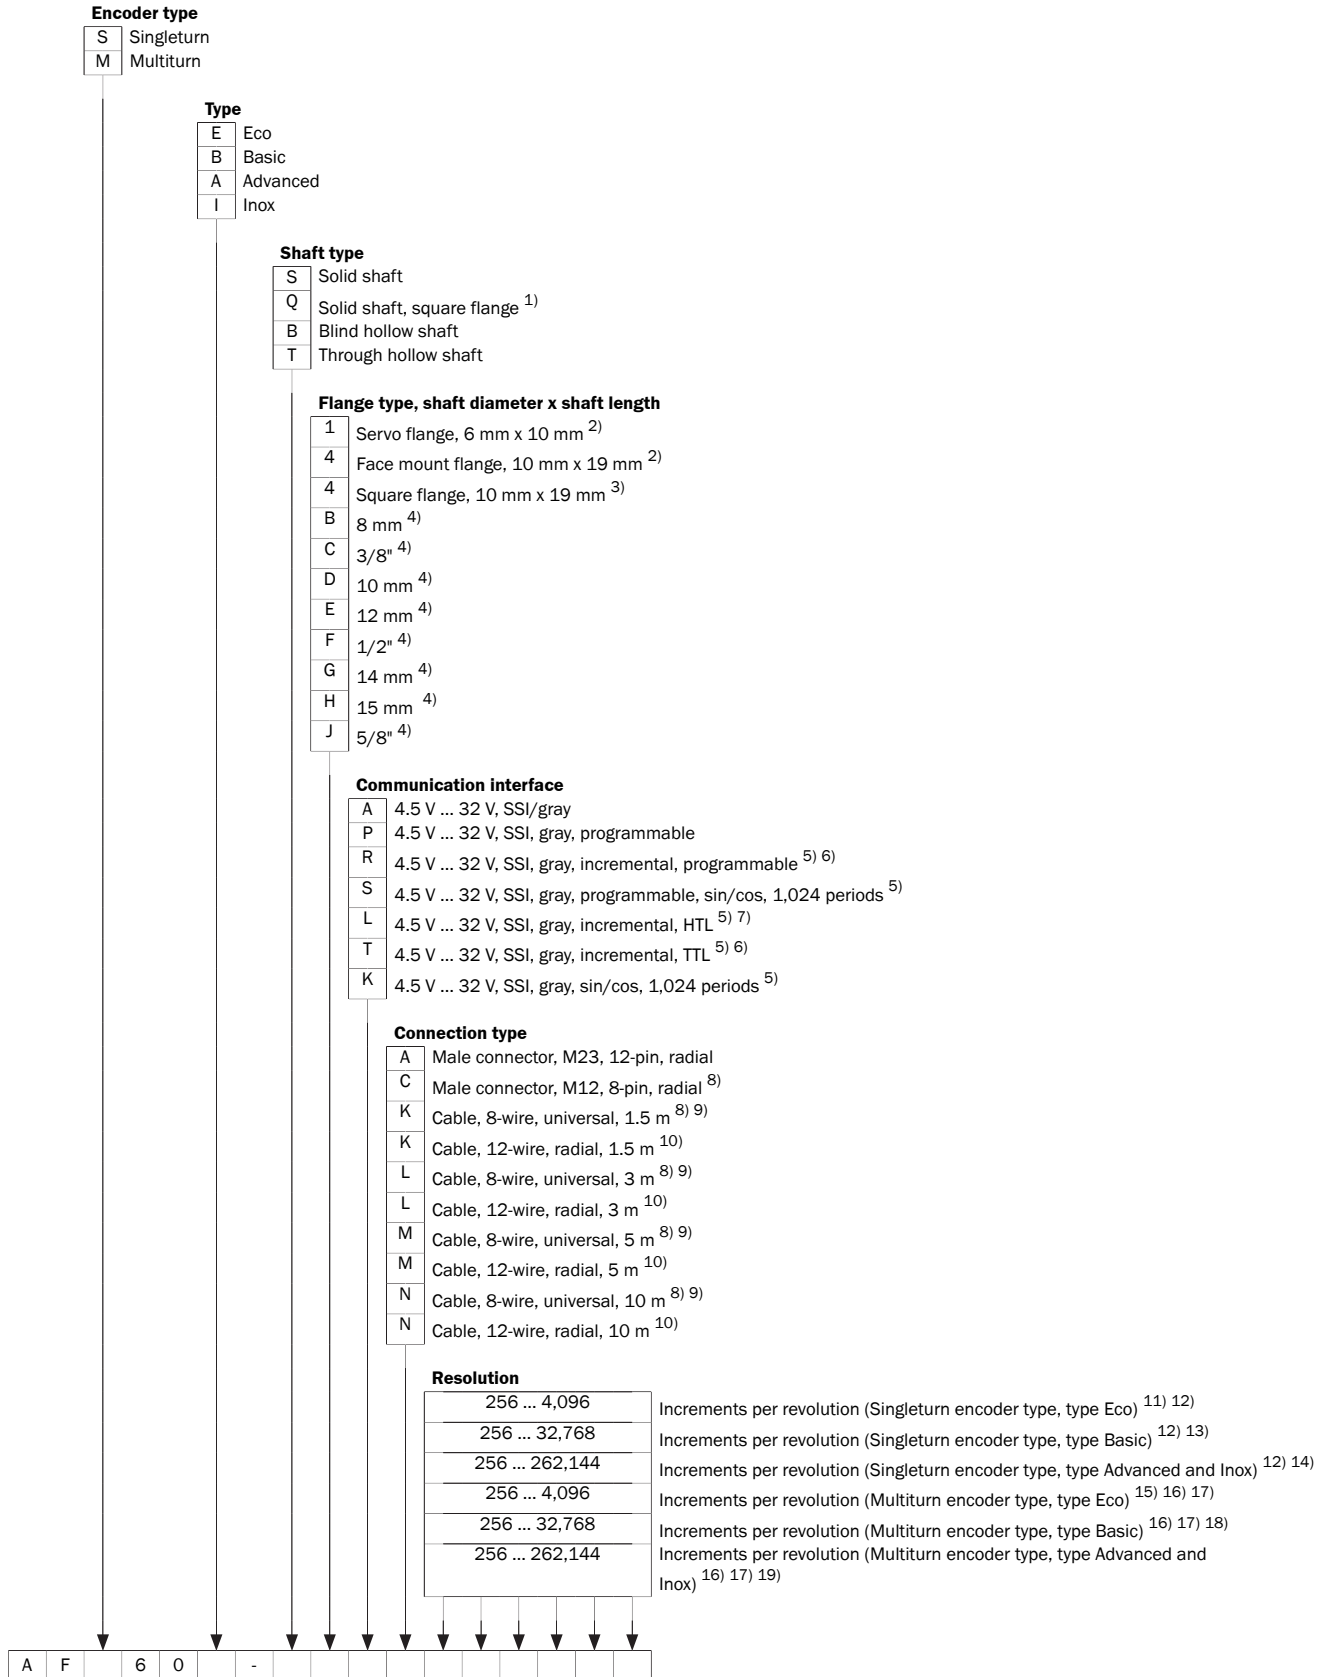 Encoder type
S Singleturn
M Multiturn
Type
E Eco
B Basic
A Advanced
I Inox
Shaft type
S Solid shaft
Q Solid shaft, square flange 1)
B Blind hollow shaft
T Through hollow shaft
Flange type, shaft diameter x shaft length
1 Servo flange, 6 mm x 10 mm 2)
4 Face mount flange, 10 mm x 19 mm 2)
4 Square flange, 10 mm x 19 mm 3)
B 8 mm 4)
C 3/8" 4)
D 10 mm 4)
E 12 mm 4)
F 1/2" 4)
G 14 mm 4)
H 15 mm 4)
J 5/8" 4)
Communication interface
A 4.5 V ... 32 V, SSI/gray
P 4.5 V ... 32 V, SSI, gray, programmable
R 4.5 V ... 32 V, SSI, gray, incremental, programmable 5) 6)
S 4.5 V ... 32 V, SSI, gray, programmable, sin/cos, 1,024 periods 5)
L 4.5 V ... 32 V, SSI, gray, incremental, HTL 5) 7)
T 4.5 V ... 32 V, SSI, gray, incremental, TTL 5) 6)
K 4.5 V ... 32 V, SSI, gray, sin/cos, 1,024 periods 5)
Connection type
A Male connector, M23, 12-pin, radial
C Male connector, M12, 8-pin, radial 8)
K Cable, 8-wire, universal, 1.5 m 8) 9)
K Cable, 12-wire, radial, 1.5 m 10)
L Cable, 8-wire, universal, 3 m 8) 9)
L Cable, 12-wire, radial, 3 m 10)
M Cable, 8-wire, universal, 5 m 8) 9)
M Cable, 12-wire, radial, 5 m 10)
N Cable, 8-wire, universal, 10 m 8) 9)
N Cable, 12-wire, radial, 10 m 10)
Resolution
256 ... 4,096 Increments per revolution (Singleturn encoder type, type Eco) 11) 12)
256 ... 32,768 Increments per revolution (Singleturn encoder type, type Basic) 12) 13)
256 ... 262,144 Increments per revolution (Singleturn encoder type, type Advanced and Inox) 12) 14)
256 ... 4,096 Increments per revolution (Multiturn encoder type, type Eco) 15) 16) 17)
256 ... 32,768 Increments per revolution (Multiturn encoder type, type Basic) 16) 17) 18)
256 ... 262,144 Increments per revolution (Multiturn encoder type, type Advanced and
Inox) 16) 17) 19)
A F 6 0 -